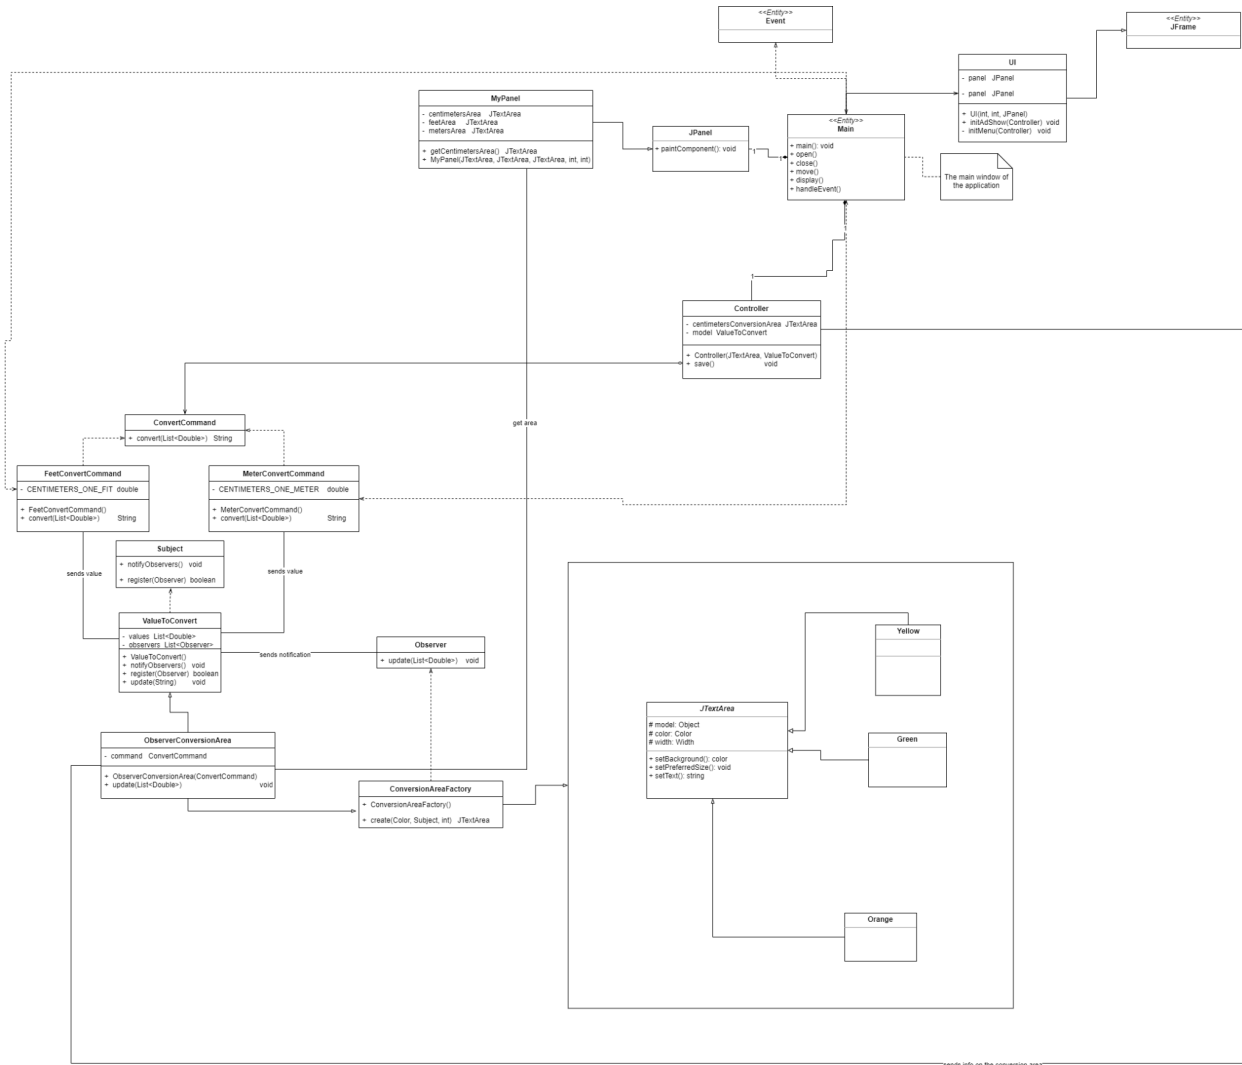 <<Entity>>
Event
<<Entity>>
JFrame
UI
- panel JPanel
- panel JPanel
+ UI(int, int, JPanel)
+ initAdShow(Controller) void
- initMenu(Controller) void
MyPanel
- centimetersArea JTextArea
- feetArea JTextArea
- metersArea JTextArea
+ getCentimetersArea() JTextArea
+ MyPanel(JTextArea, JTextArea, JTextArea, int, int)
JPanel
+ paintComponent(): void
1
1
<<Entity>>
Main
+ main(): void
+ open()
+ close()
+ move()
+ display()
+ handleEvent()
The main window of
the application
1
Controller
- centimetersConversionArea JTextArea
- model ValueToConvert
+ Controller(JTextArea, ValueToConvert)
+ save() void
get area
ConvertCommand
+ convert(List<Double>) String
FeetConvertCommand
- CENTIMETERS_ONE_FIT double
+ FeetConvertCommand()
+ convert(List<Double>) String
MeterConvertCommand
- CENTIMETERS_ONE_METER double
+ MeterConvertCommand()
+ convert(List<Double>) String
sends value
sends value
Subject
+ notifyObservers() void
+ register(Observer) boolean
ValueToConvert
- values List<Double>
- observers List<Observer>
+ ValueToConvert()
+ notifyObservers() void
+ register(Observer) boolean
+ update(String) void
sends notification
Observer
+ update(List<Double>) void
ObserverConversionArea
- command ConvertCommand
+ ObserverConversionArea(ConvertCommand)
+ update(List<Double>) void
ConversionAreaFactory
+ ConversionAreaFactory()
+ create(Color, Subject, int) JTextArea
Yellow
JTextArea
# model: Object
# color: Color
# width: Width
+ setBackground(): color
+ setPreferredSize(): void
+ setText(): string
Green
Orange
sends info on the conversion area